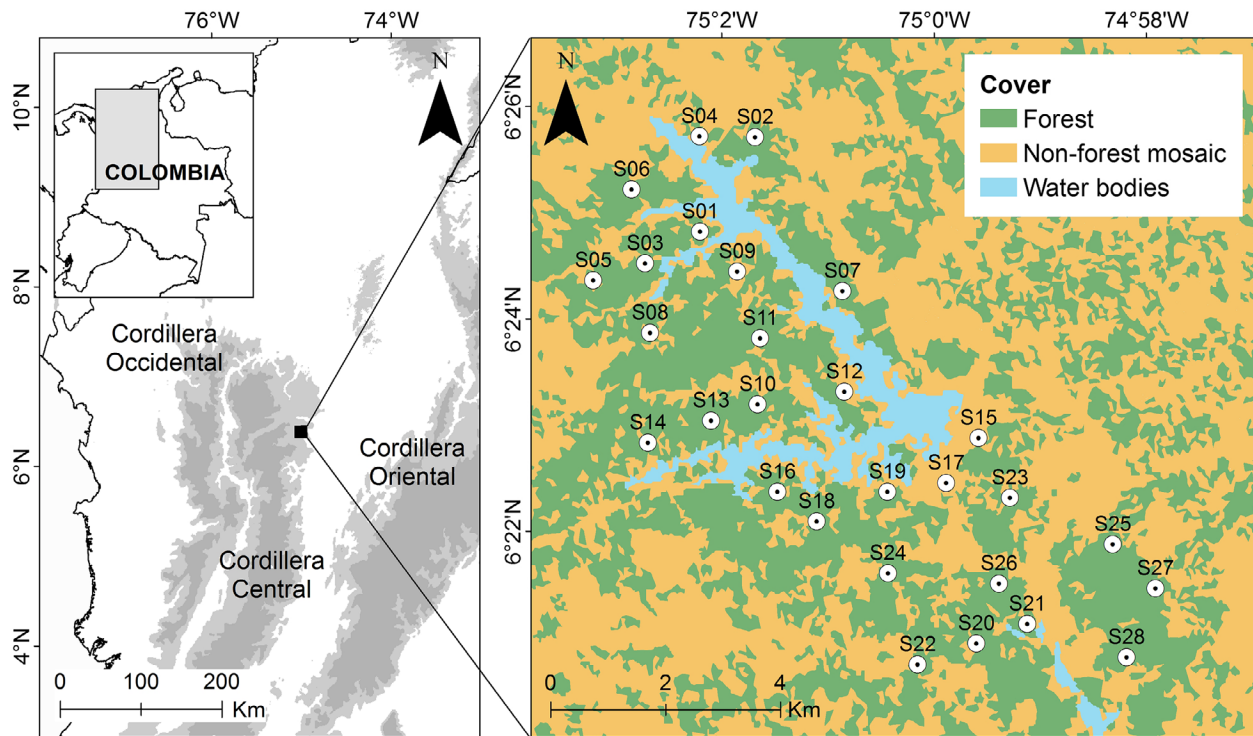 76°W
74°W
75°2'W
75°0'W
74°58'W
10°N
8°N
6°N
4°N
COLOMBIA
N
Cordillera
Occidental
Cordillera
Oriental
Cordillera
Central
0
100
200
Km
6°26'N
6°24'N
6°22'N
N
Cover
Forest
Non-forest mosaic
Water bodies
S04
S02
S06
S01
S03
S05
S09
S07
S08
S11
S12
S10
S13
S14
S15
S16
S19
S17
S23
S18
S25
S24
S26
S27
S21
S20
S28
S22
0
2
4
Km